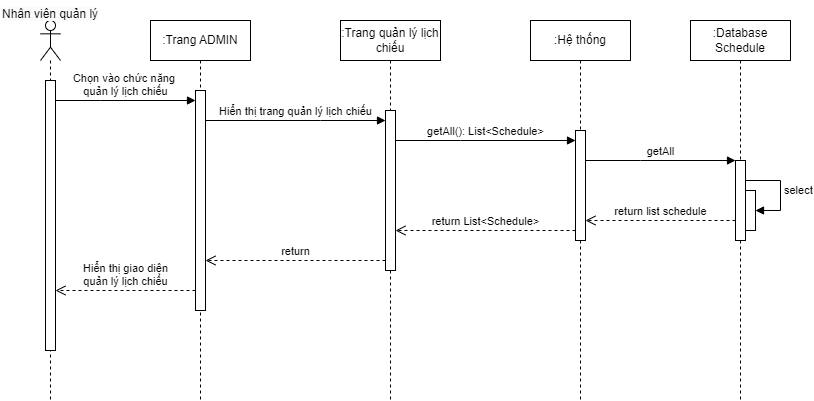 Nhân viên quản lý
:Trang ADMIN
:Trang quản lý lịch
chiếu
:Hệ thống
:Database
Schedule
Chọn vào chức năng
quản lý lịch chiếu
Hiển thị trang quản lý lịch chiếu
getAll(): List<Schedule>
getAll
select
return list schedule
return List<Schedule>
return
Hiển thị giao diện
quản lý lịch chiếu